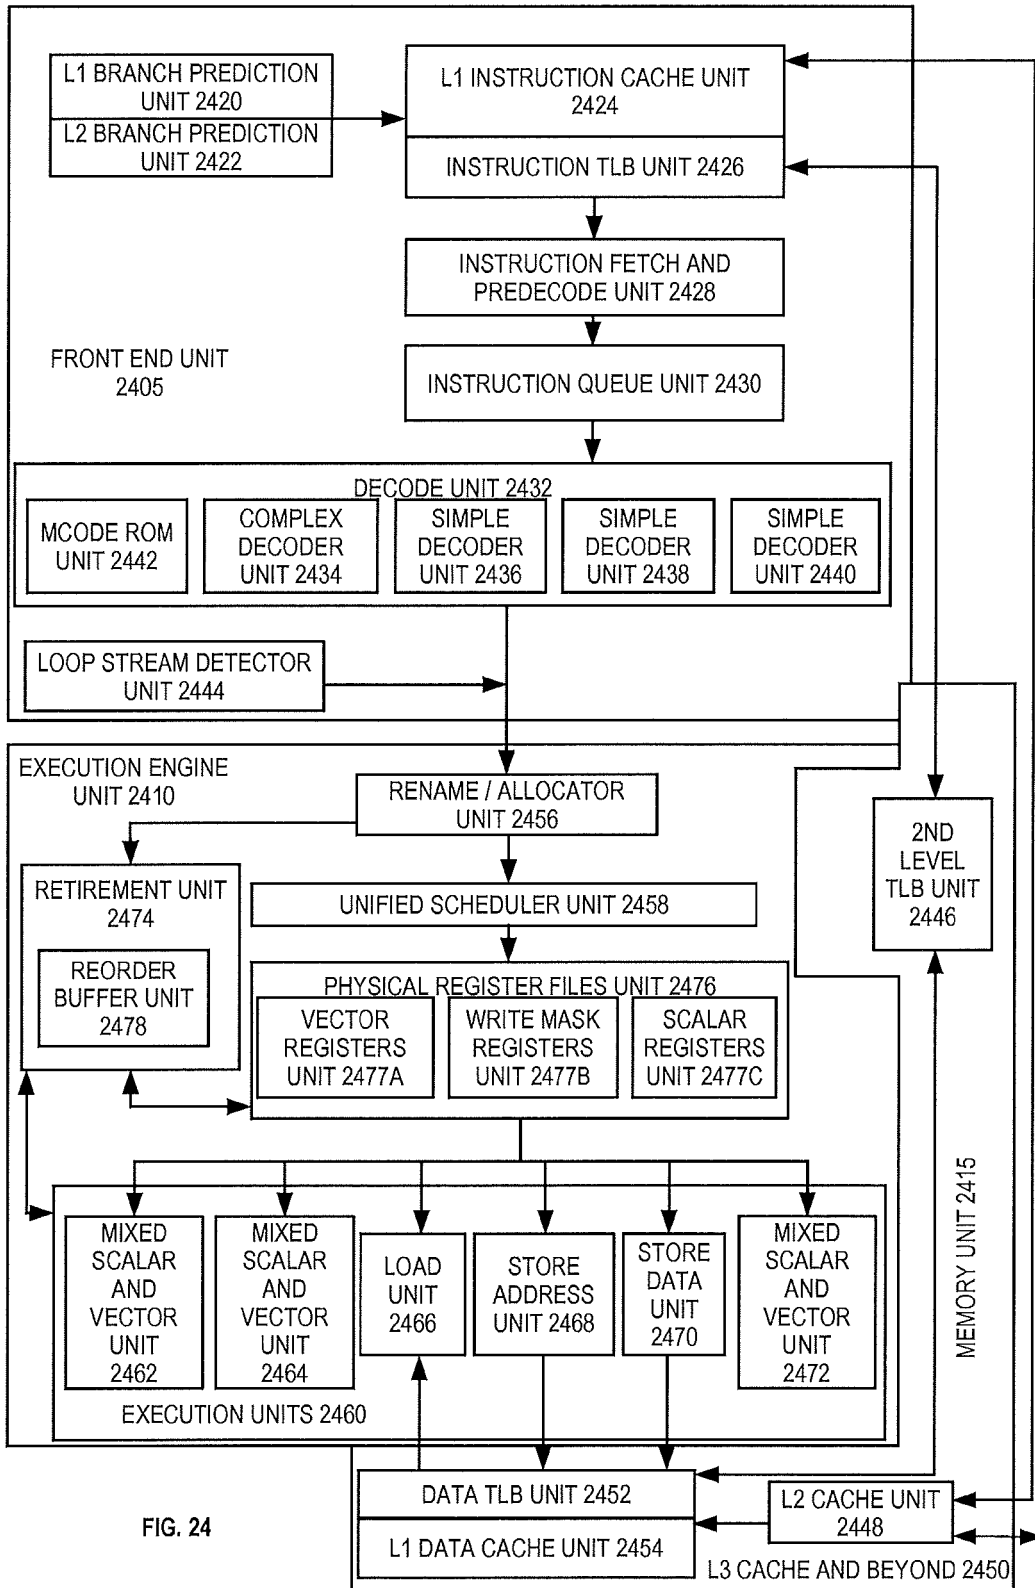 L1 BRANCH PREDICTION
UNIT 2420
L2 BRANCH PREDICTION
UNIT 2422
L1 INSTRUCTION CACHE UNIT
2424
INSTRUCTION TLB UNIT 2426
INSTRUCTION FETCH AND
PREDECODE UNIT 2428
FRONT END UNIT
2405
INSTRUCTION QUEUE UNIT 2430
DECODE UNIT 2432
MCODE ROM
UNIT 2442
COMPLEX
DECODER
UNIT 2434
SIMPLE
DECODER
UNIT 2436
SIMPLE
DECODER
UNIT 2438
SIMPLE
DECODER
UNIT 2440
LOOP STREAM DETECTOR
UNIT 2444
EXECUTION ENGINE
UNIT 2410
RENAME / ALLOCATOR
UNIT 2456
2ND
LEVEL
TLB UNIT
2446
RETIREMENT UNIT
2474
UNIFIED SCHEDULER UNIT 2458
REORDER
BUFFER UNIT
2478
PHYSICAL REGISTER FILES UNIT 2476
VECTOR
REGISTERS
UNIT 2477A
WRITE MASK
REGISTERS
UNIT 2477B
SCALAR
REGISTERS
UNIT 2477C
MEMORY UNIT 2415
MIXED
SCALAR
AND
VECTOR
UNIT
2462
MIXED
SCALAR
AND
VECTOR
UNIT
2464
LOAD
UNIT
2466
STORE
ADDRESS
UNIT 2468
STORE
DATA
UNIT
2470
MIXED
SCALAR
AND
VECTOR
UNIT
2472
EXECUTION UNITS 2460
DATA TLB UNIT 2452
L1 DATA CACHE UNIT 2454
L2 CACHE UNIT
2448
L3 CACHE AND BEYOND 2450
FIG. 24